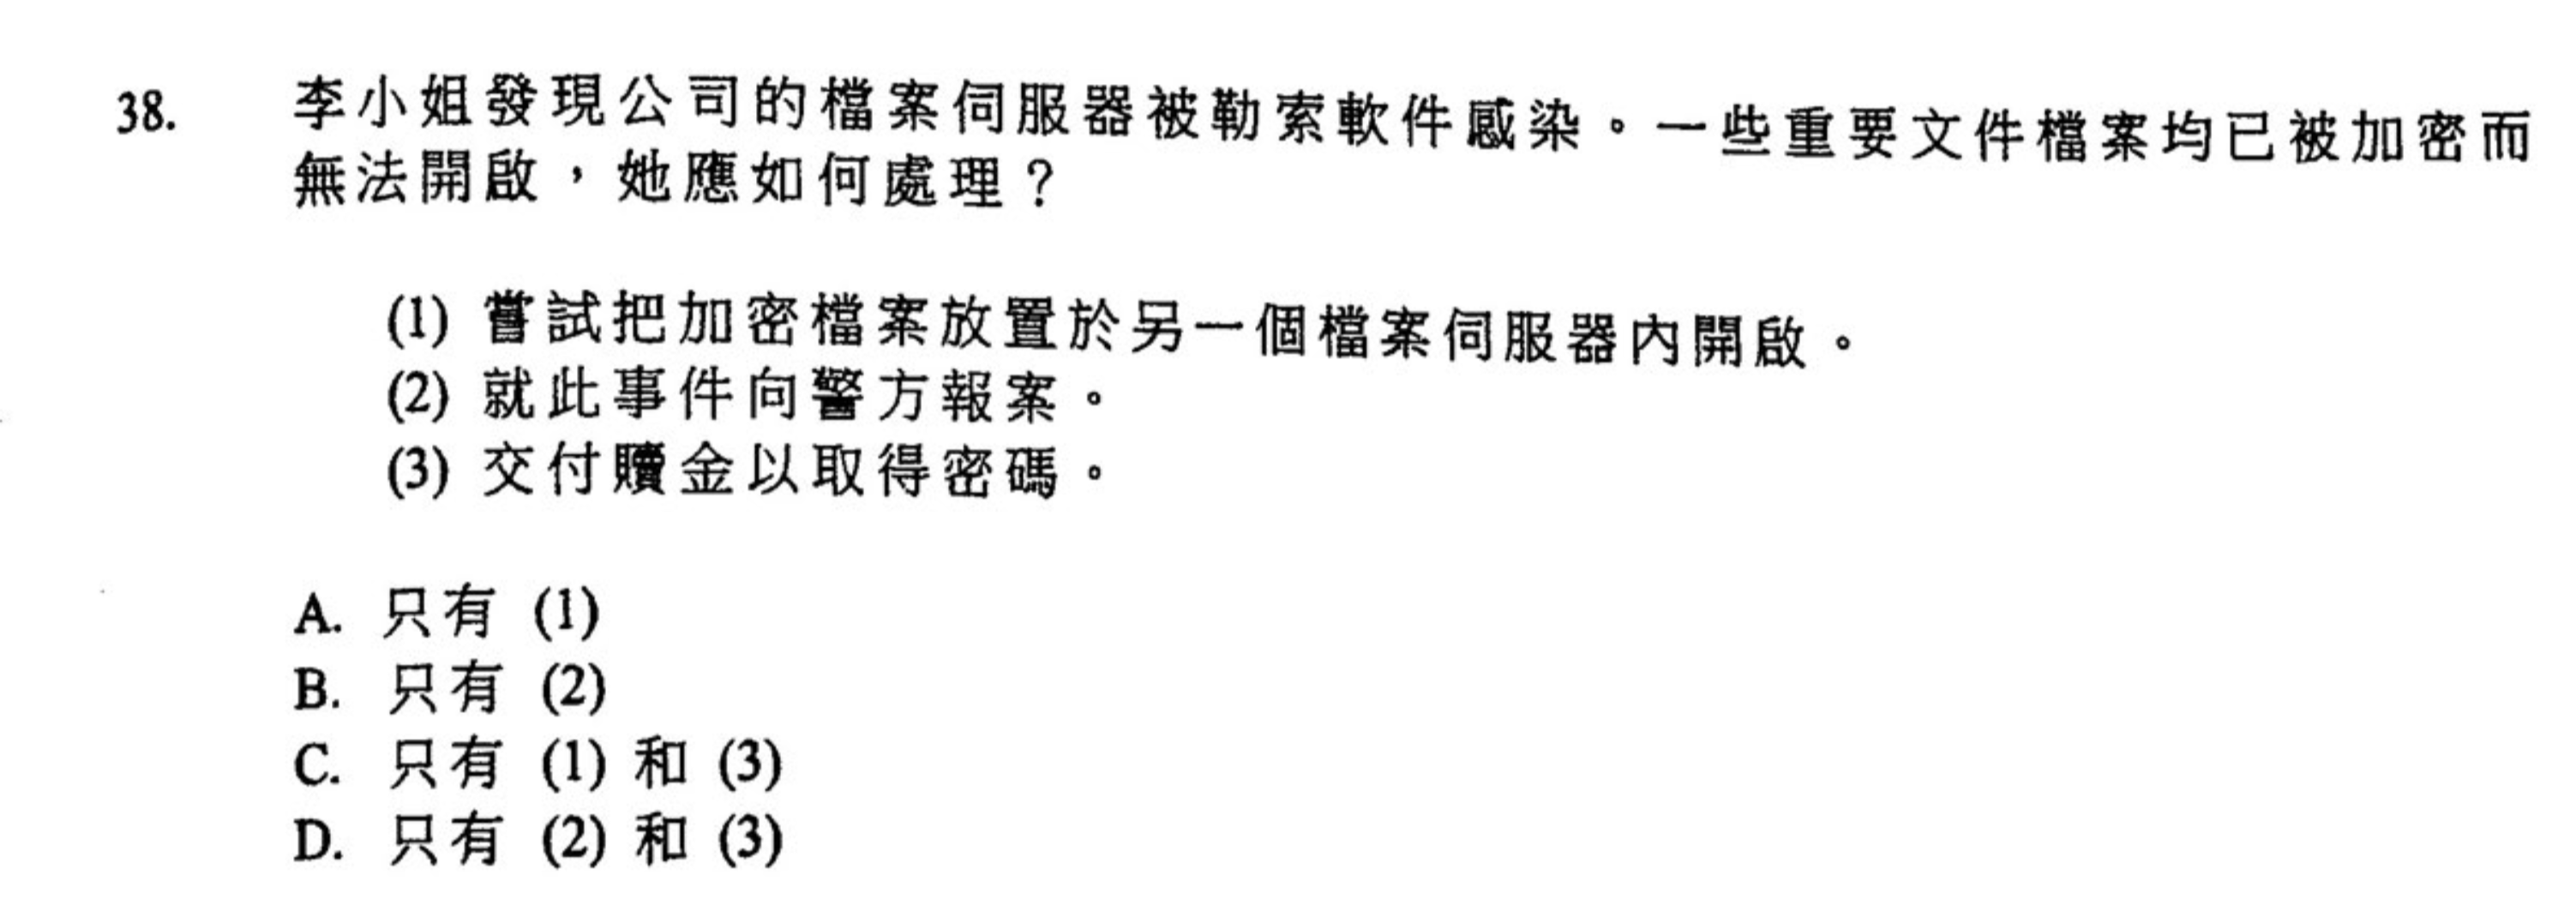 38. 李小姐發現公司的檔案伺服器被勒索軟件感染。一些重要文件檔案均已被加密而
無法開啟，她應如何處理？
(1) 嘗試把加密檔案放置於另一個檔案伺服器內開啟。
(2) 就此事件向警方報案。
(3) 交付贖金以取得密碼。
A. 只有 (1)
B. 只有 (2)
C. 只有 (1) 和 (3)
D. 只有 (2) 和 (3)